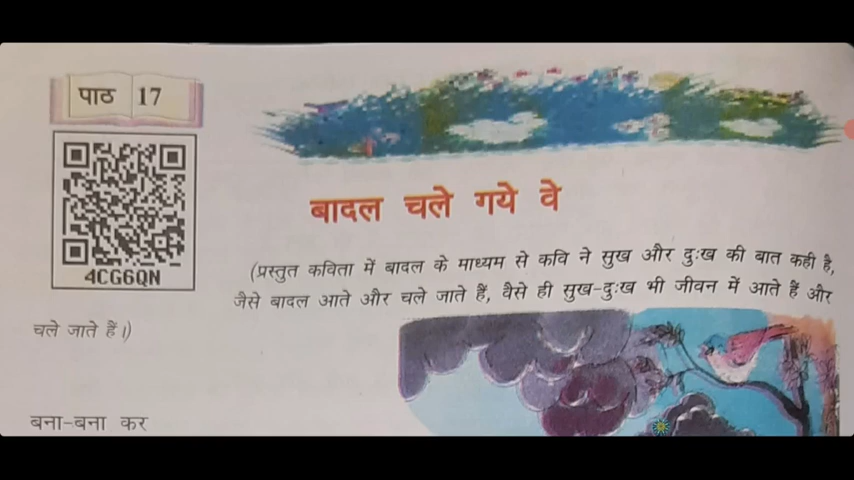 पाठ 17
4CG6QN
बादल चले गये वे
(प्रस्तुत कविता में बादल के माध्यम से कवि ने सुख और दुःख की बात कही है,
जैसे बादल आते और चले जाते हैं, वैसे ही सुख-दुःख भी जीवन में आते हैं और
चले जाते हैं।)
बना-बना कर